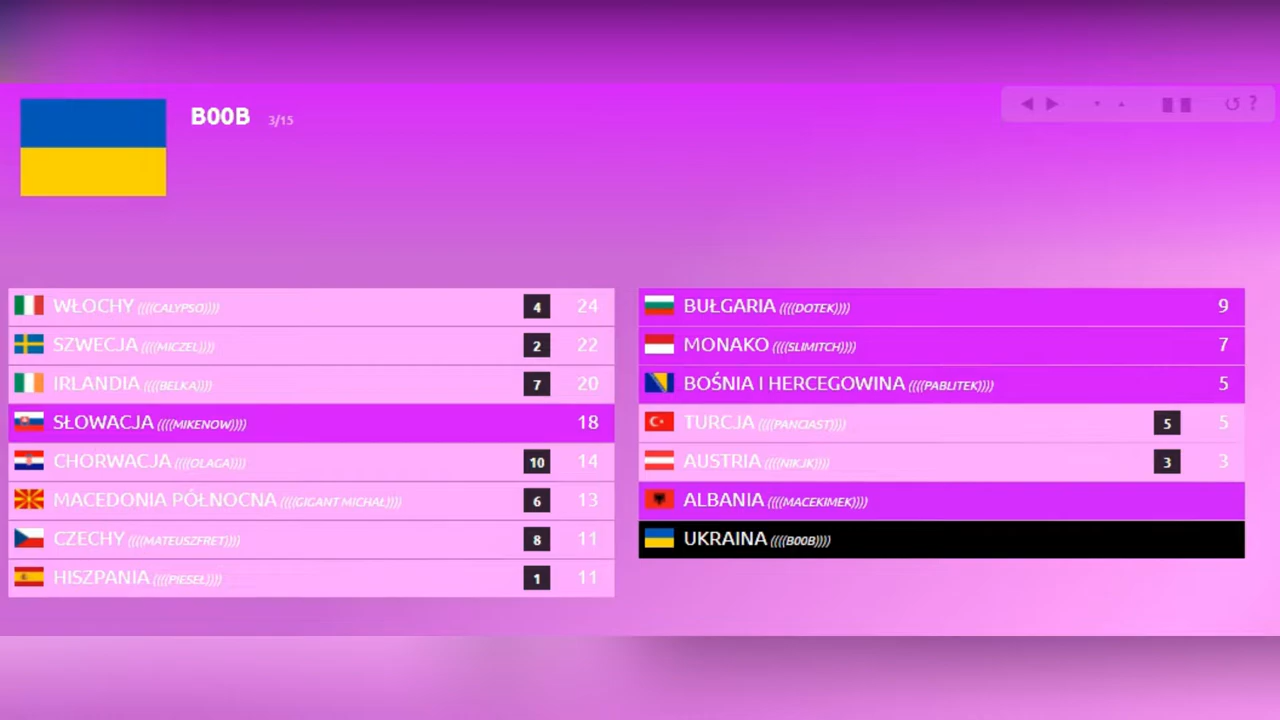 B00B 3/15
?
WŁOCHY ((((CALYPSO)))) 4 24
SZWECJA ((((MICZEL)))) 2 22
IRLANDIA ((((BELKA)))) 7 20
SŁOWACJA ((((MIKENOW)))) 18
CHORWACJA ((((OLAGA)))) 10 14
MACEDONIA PÓŁNOCNA ((((GIGANT MICHAŁ)))) 6 13
CZECHY ((((MATEUSZFRET)))) 8 11
HISZPANIA ((((PIESEŁ)))) 1 11
BUŁGARIA ((((DOTEK)))) 9
MONAKO ((((SLIMITCH)))) 7
BOŚNIA I HERCEGOWINA ((((PABLITEK)))) 5
TURCJA ((((PANCIAST)))) 5 5
AUSTRIA ((((NIKJK)))) 3 3
ALBANIA ((((MACEKIMEK))))
UKRAINA ((((B00B))))